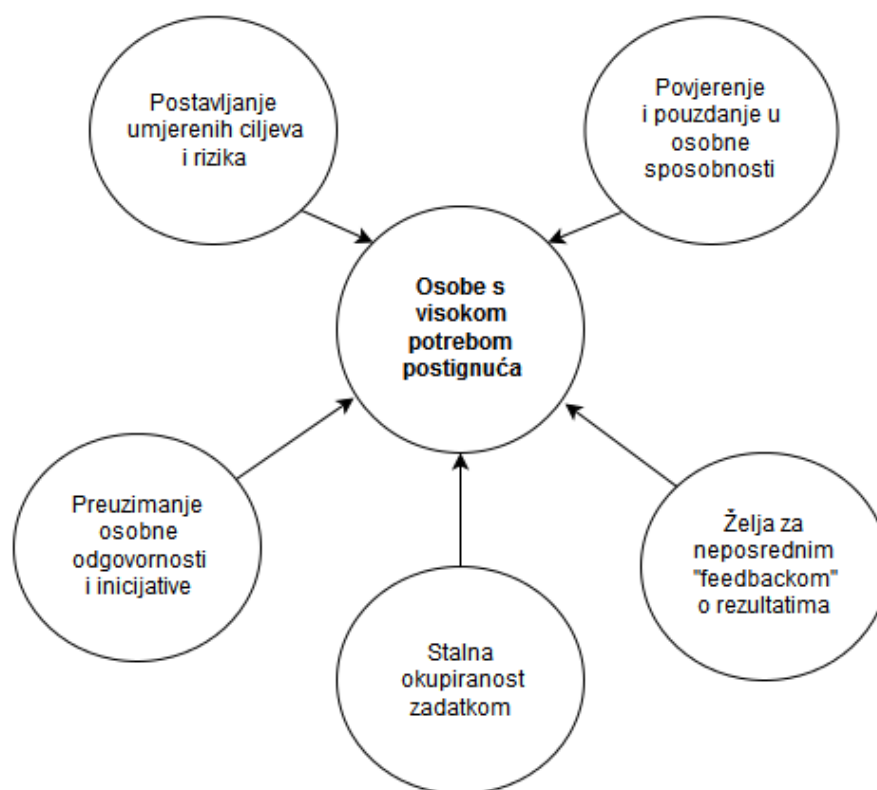 Postavljanje
umjerenih ciljeva
i rizika
Povjerenje
i pouzdanje u
osobne
sposobnosti
Osobe s
visokom
potrebom
postignuća
Preuzimanje
osobne
odgovornosti
i inicijative
Stalna
okupiranost
zadatkom
Želja za
neposrednim
"feedbackom"
o rezultatima